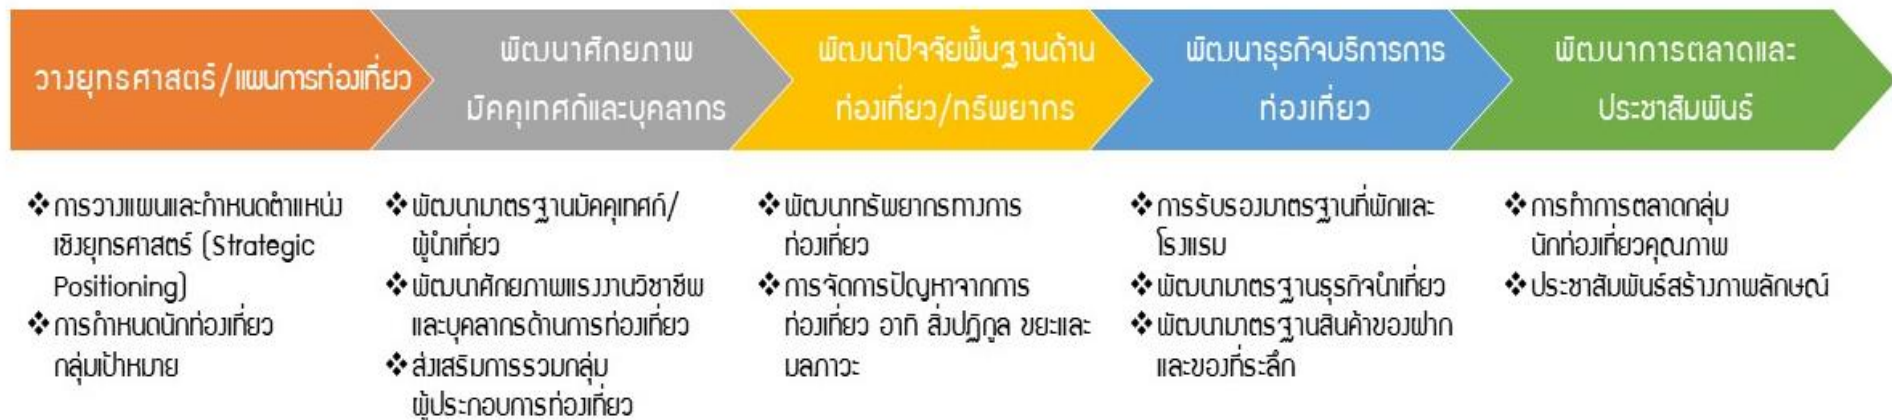 วางยุทธศาสตร์/แผนการท่องเที่ยว
พัฒนาศักยภาพ
มัคคุเทศก์และบุคลากร
พัฒนาปัจจัยพื้นฐานด้าน
ท่องเที่ยว/ทรัพยากร
พัฒนาธุรกิจบริการการ
ท่องเที่ยว
พัฒนาการตลาดและ
ประชาสัมพันธ์
❖ การวางแผนและกำหนดตำแหน่ง
เชิงยุทธศาสตร์ (Strategic
Positioning)
❖ การกำหนดนักท่องเที่ยว
กลุ่มเป้าหมาย
❖ พัฒนามาตรฐานมัคคุเทศก์/
ผู้นำเที่ยว
❖ พัฒนาศักยภาพแรงงานวิชาชีพ
และบุคลากรด้านการท่องเที่ยว
❖ ส่งเสริมการรวมกลุ่ม
ผู้ประกอบการท่องเที่ยว
❖ พัฒนาทรัพยากรทางการ
ท่องเที่ยว
❖ การจัดการปัญหาจากการ
ท่องเที่ยว อาทิ สิ่งปฏิกูล ขยะและ
มลภาวะ
❖ การรับรองมาตรฐานที่พักและ
โรงแรม
❖ พัฒนามาตรฐานธุรกิจนำเที่ยว
❖ พัฒนามาตรฐานสินค้าของฝาก
และของที่ระลึก
❖ การทำการตลาดกลุ่ม
นักท่องเที่ยวคุณภาพ
❖ ประชาสัมพันธ์สร้างภาพลักษณ์